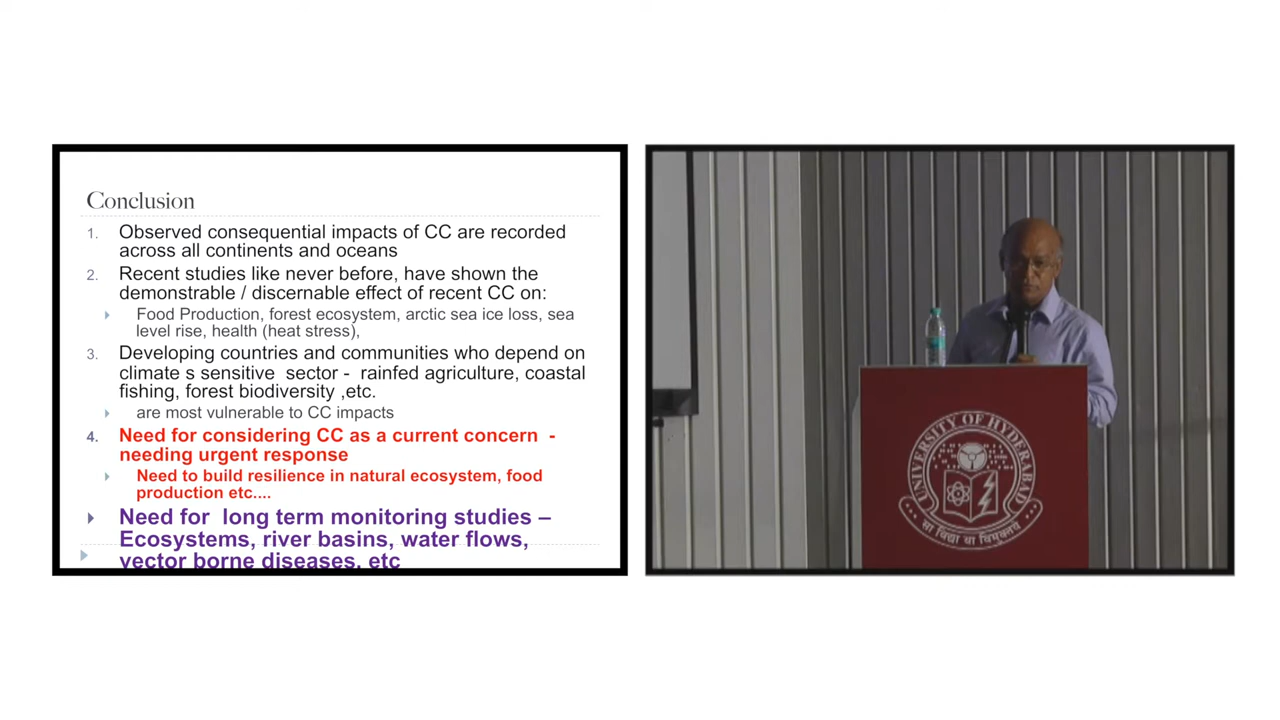 Conclusion
1. Observed consequential impacts of CC are recorded
across all continents and oceans
2. Recent studies like never before, have shown the
demonstrable / discernable effect of recent CC on:
Food Production, forest ecosystem, arctic sea ice loss, sea
level rise, health (heat stress),
3. Developing countries and communities who depend on
climate s sensitive sector - rainfed agriculture, coastal
fishing, forest biodiversity ,etc.
are most vulnerable to CC impacts
4. Need for considering CC as a current concern -
needing urgent response
Need to build resilience in natural ecosystem, food
production etc....
Need for long term monitoring studies –
Ecosystems, river basins, water flows,
vector borne diseases, etc
UNIVERSITY OF HYDERABAD
सा विद्या या विमुक्तये